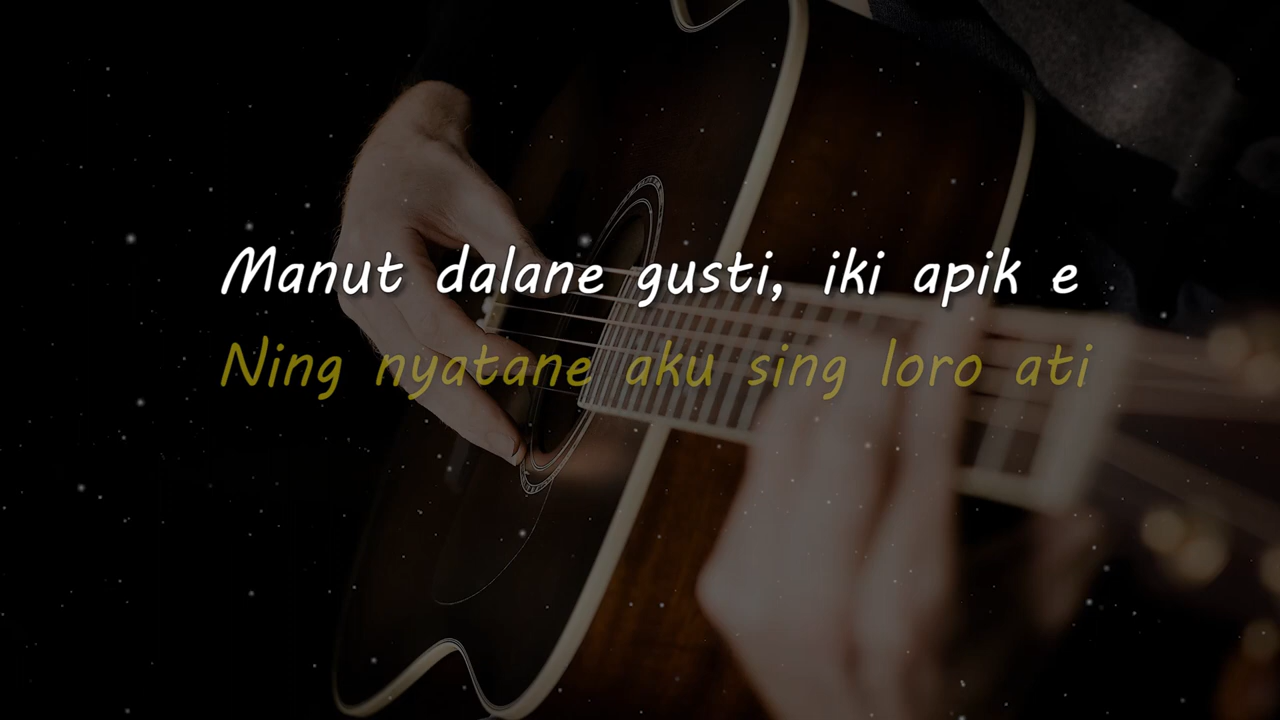 Manut dalane gusti, iki apik e
Ning nyatane aku sing loro ati